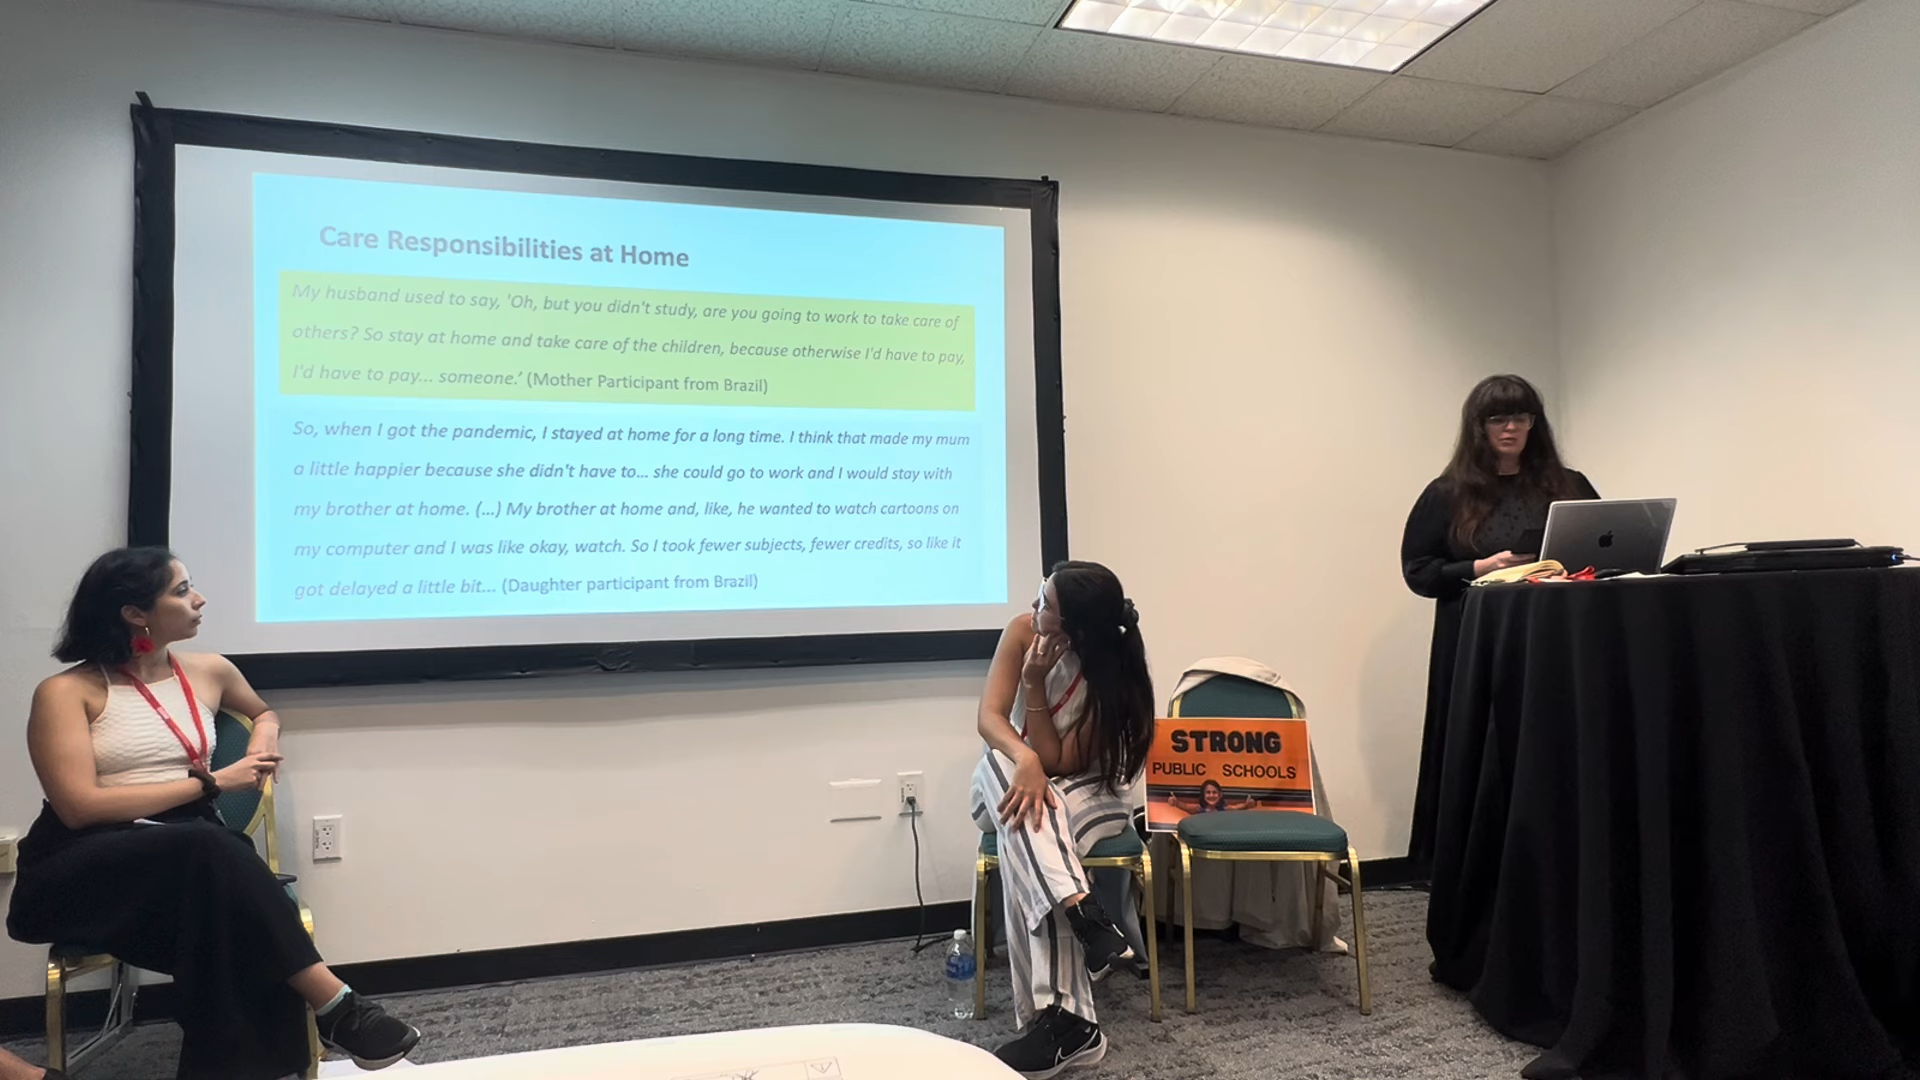 Care Responsibilities at Home
My husband used to say, 'Oh, but you didn't study, are you going to work to take care of
others? So stay at home and take care of the children, because otherwise I'd have to pay,
I'd have to pay... someone.' (Mother Participant from Brazil)
So, when I got the pandemic, I stayed at home for a long time. I think that made my mum
a little happier because she didn't have to... she could go to work and I would stay with
my brother at home. (...) My brother at home and, like, he wanted to watch cartoons on
my computer and I was like okay, watch. So I took fewer subjects, fewer credits, so like it
got delayed a little bit... (Daughter participant from Brazil)
STRONG
PUBLIC SCHOOLS